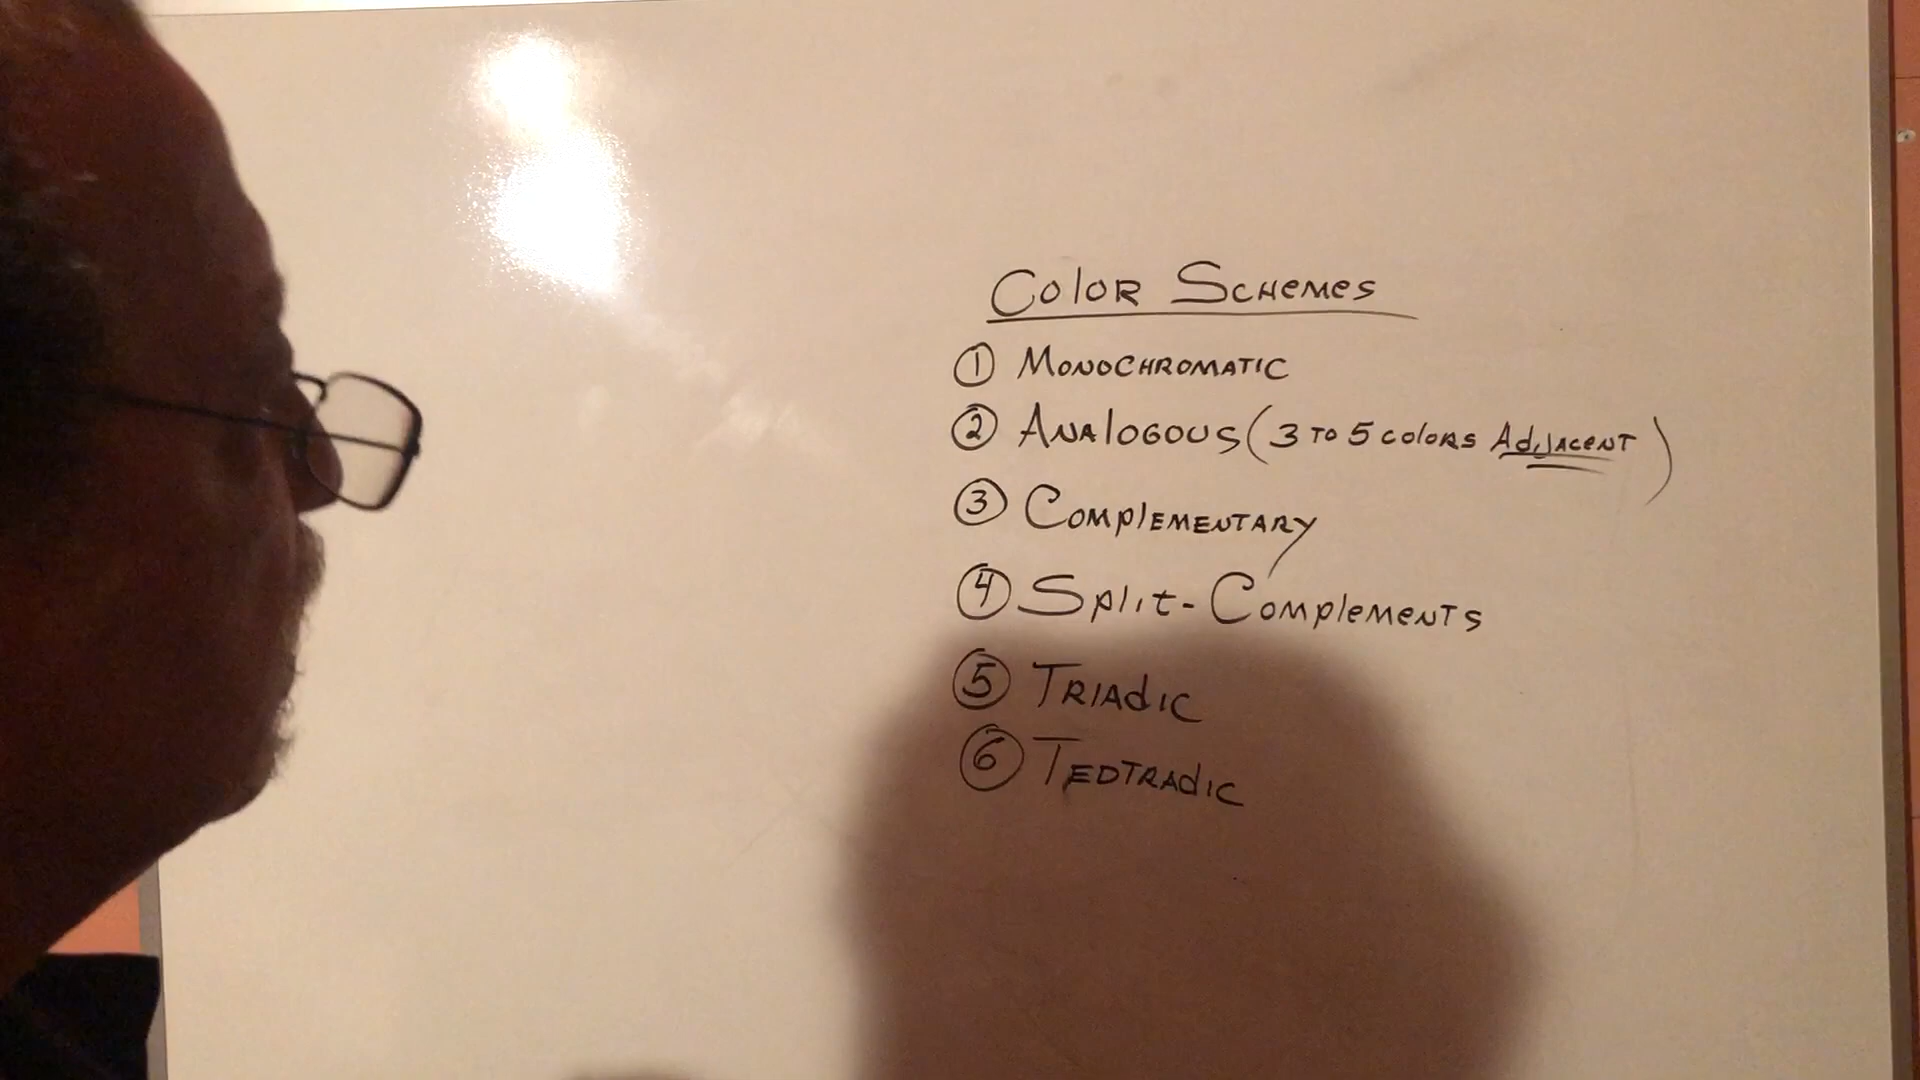 Color Schemes
① Monochromatic
② Analogous (3 to 5 colors Adjacent)
③ Complementary
④ Split-Complements
⑤ Triadic
⑥ Tedtradic